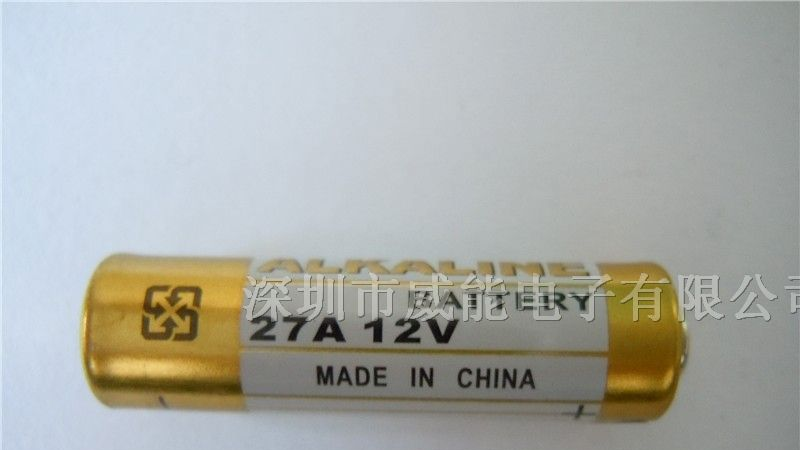 ALKALINE
BATTERY
深圳市威能电子有限公司
27A 12V
MADE IN CHINA
- +